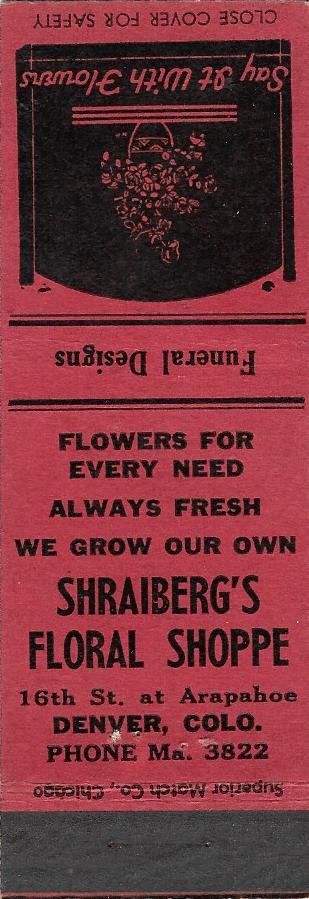 CLOSE COVER FOR SAFETY
Say It With Flowers
Funeral Designs
FLOWERS FOR
EVERY NEED
ALWAYS FRESH
WE GROW OUR OWN
SHRAIBERG'S
FLORAL SHOPPE
16th St. at Arapahoe
DENVER, COLO.
PHONE Ma. 3822
Superior Match Co., Chicago